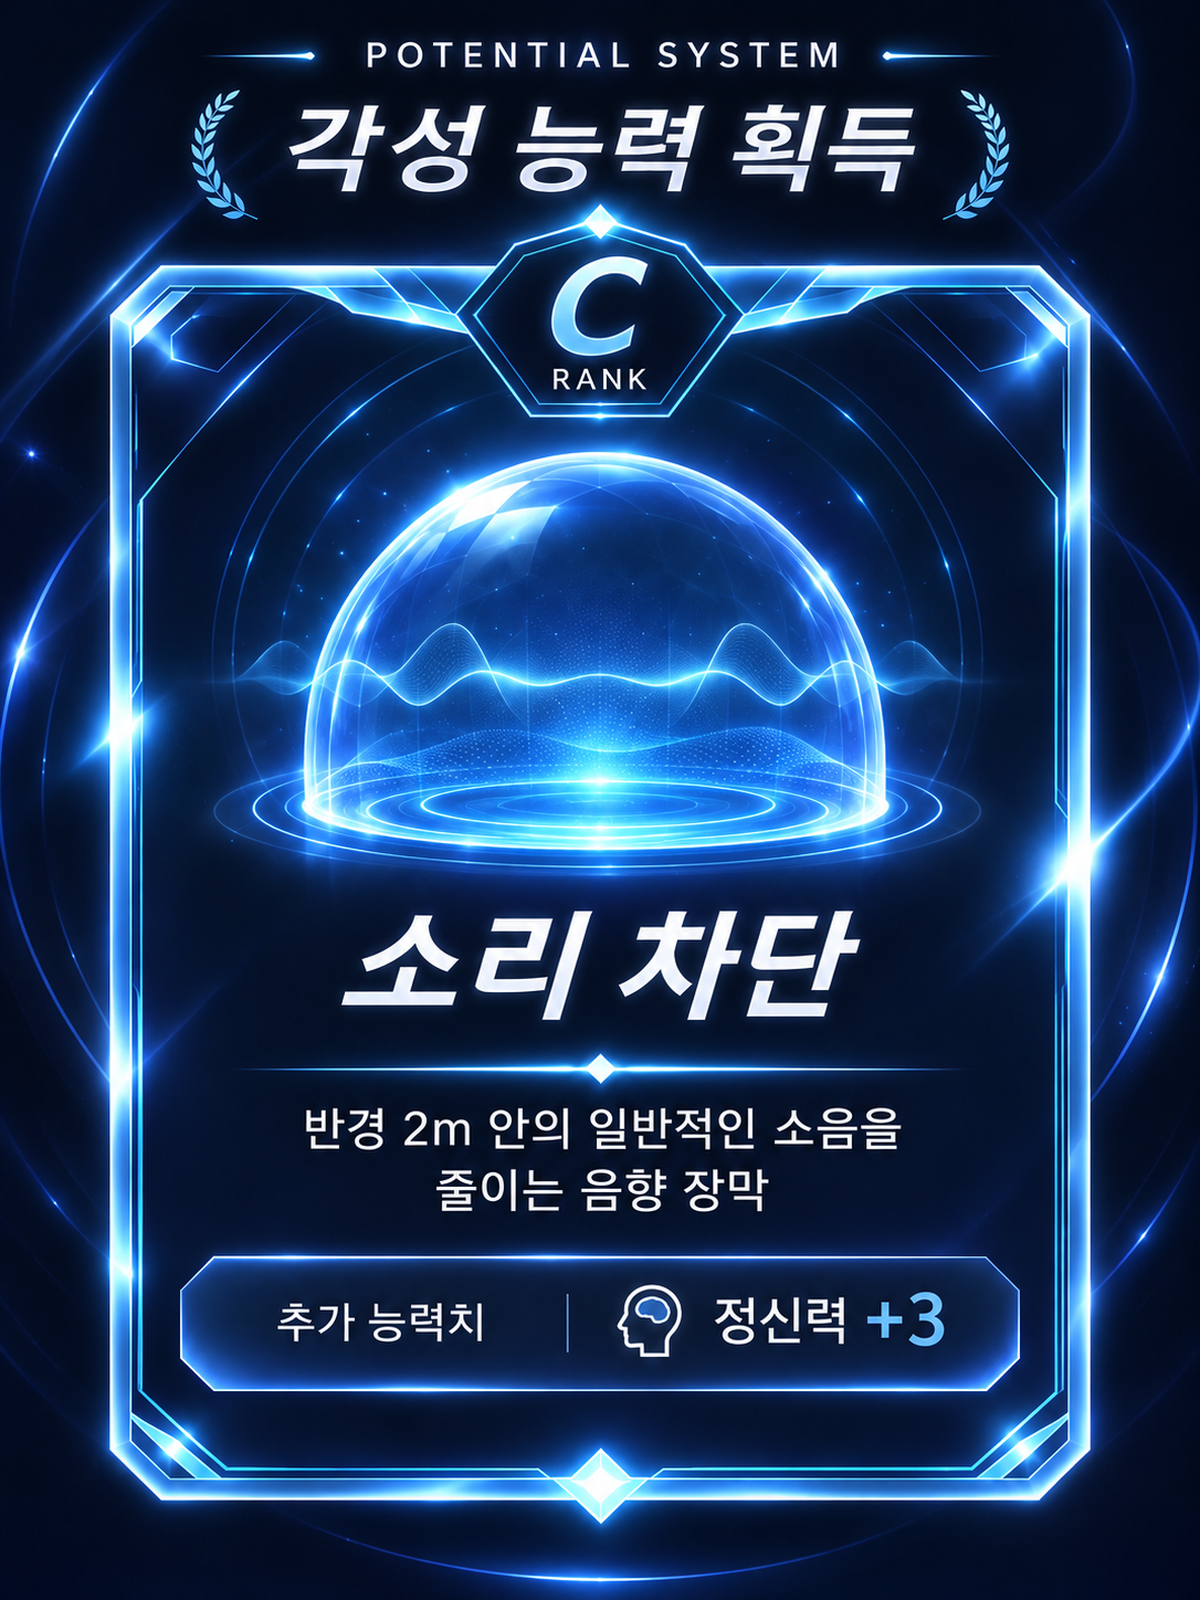 POTENTIAL SYSTEM
각성 능력 획득
C
RANK
소리 차단
반경 2m 안의 일반적인 소음을
줄이는 음향 장막
추가 능력치
정신력 +3